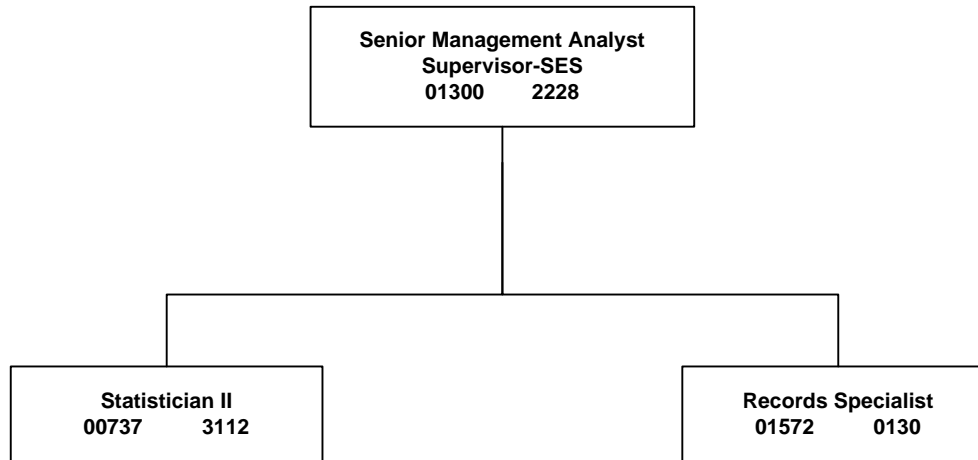 Senior Management Analyst
Supervisor-SES
01300 2228
Statistician II
00737 3112
Records Specialist
01572 0130